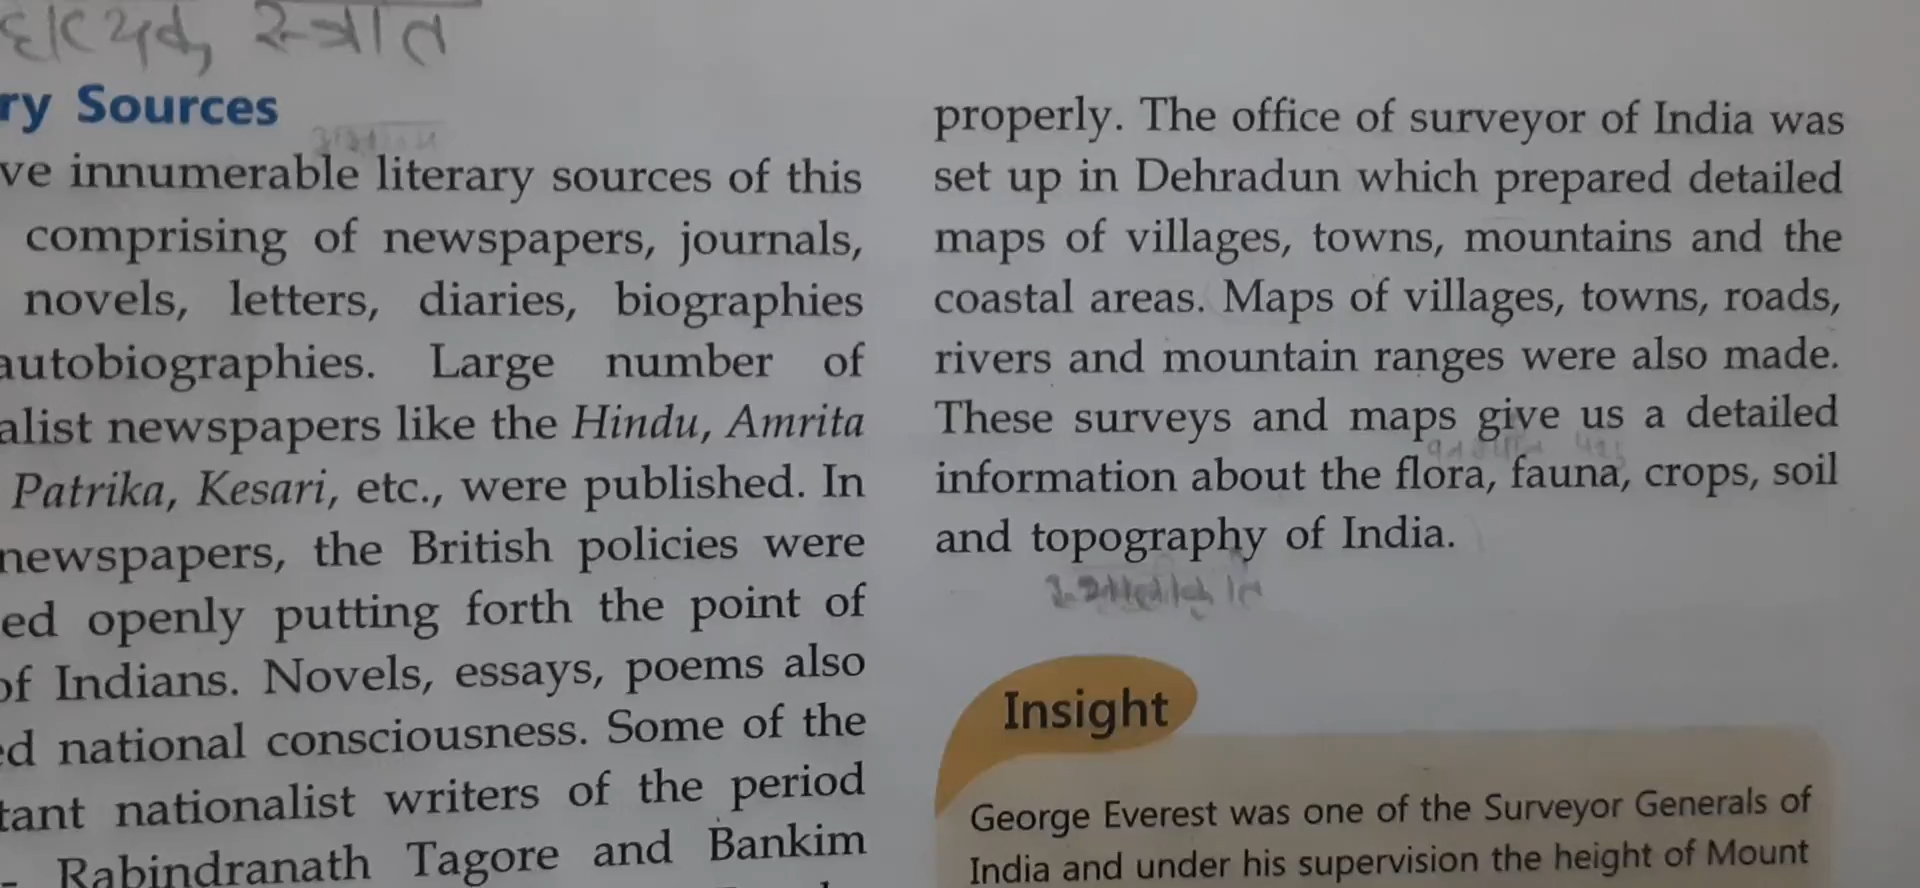 Sources
innumerable literary sources of this
comprising of newspapers, journals,
novels, letters, diaries, biographies
autobiographies. Large number of
newspapers like the Hindu, Amrita
Patrika, Kesari, etc., were published. In
newspapers, the British policies were
openly putting forth the point of
of Indians. Novels, essays, poems also
national consciousness. Some of the
nationalist writers of the period
Rabindranath Tagore and Bankim
properly. The office of surveyor of India was
set up in Dehradun which prepared detailed
maps of villages, towns, mountains and the
coastal areas. Maps of villages, towns, roads,
rivers and mountain ranges were also made.
These surveys and maps give us a detailed
information about the flora, fauna, crops, soil
and topography of India.
Insight
George Everest was one of the Surveyor Generals of
India and under his supervision the height of Mount